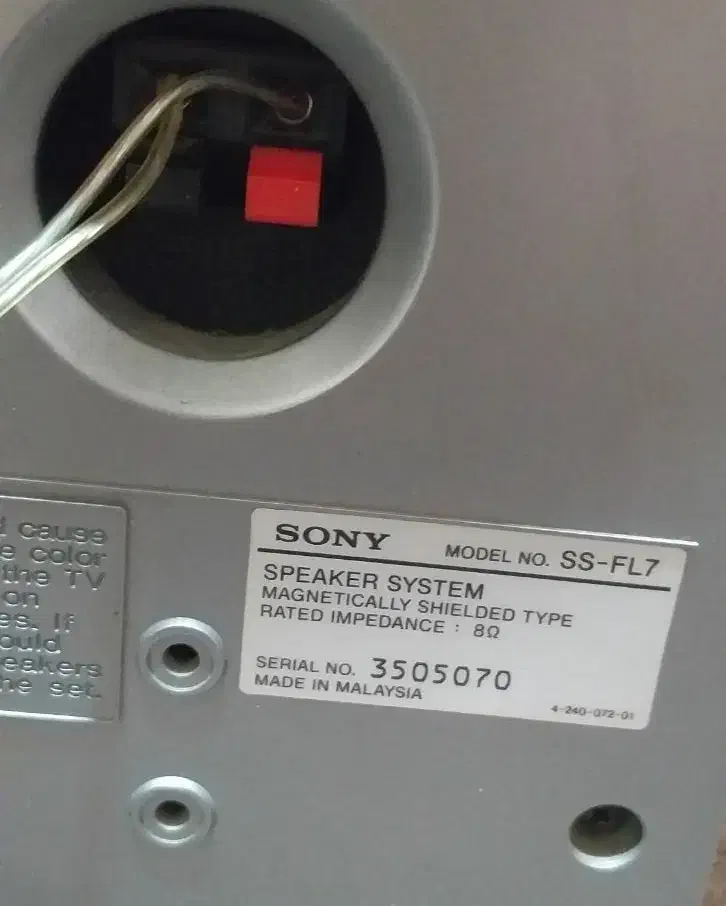 cause
color
the TV
on
es. If
ould
eakers
he set.
SONY MODEL NO. SS-FL7
SPEAKER SYSTEM
MAGNETICALLY SHIELDED TYPE
RATED IMPEDANCE : 8Ω
SERIAL NO. 3505070
MADE IN MALAYSIA
4-240-072-01